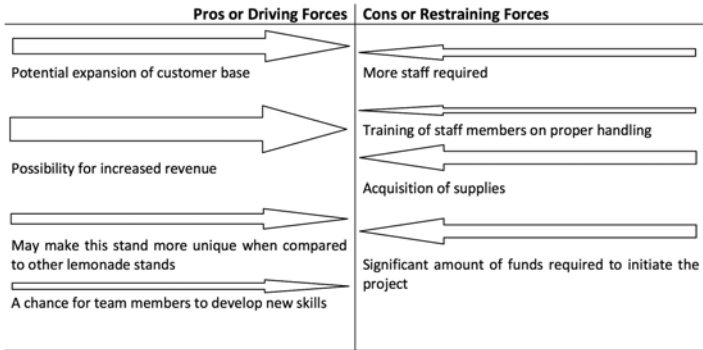 Pros or Driving Forces
Cons or Restraining Forces
Potential expansion of customer base
Possibility for increased revenue
May make this stand more unique when compared
to other lemonade stands
A chance for team members to develop new skills
More staff required
Training of staff members on proper handling
Acquisition of supplies
Significant amount of funds required to initiate the
project